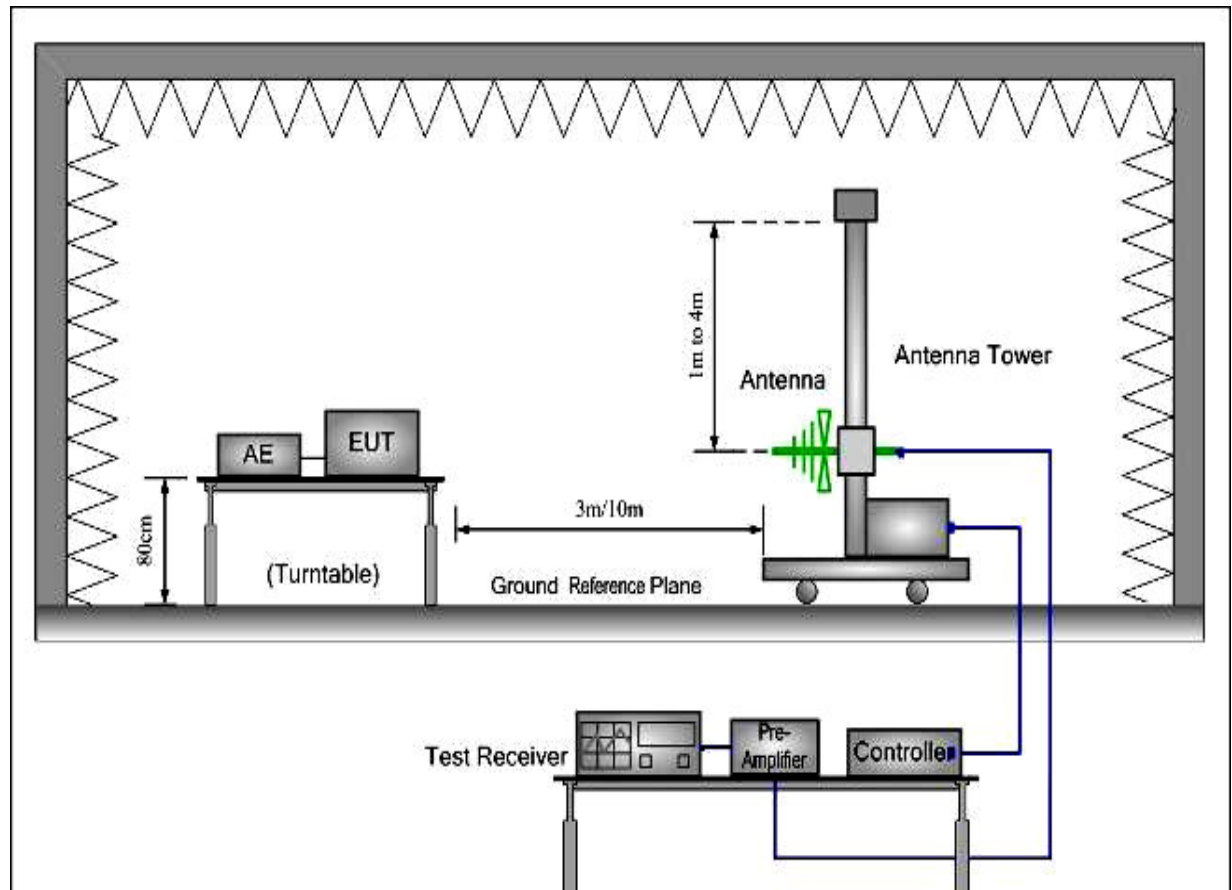 1m to 4m
Antenna Tower
Antenna
AE
EUT
80cm
3m/10m
(Turntable)
Ground Reference Plane
Test Receiver
Pre-
Amplifier
Controller